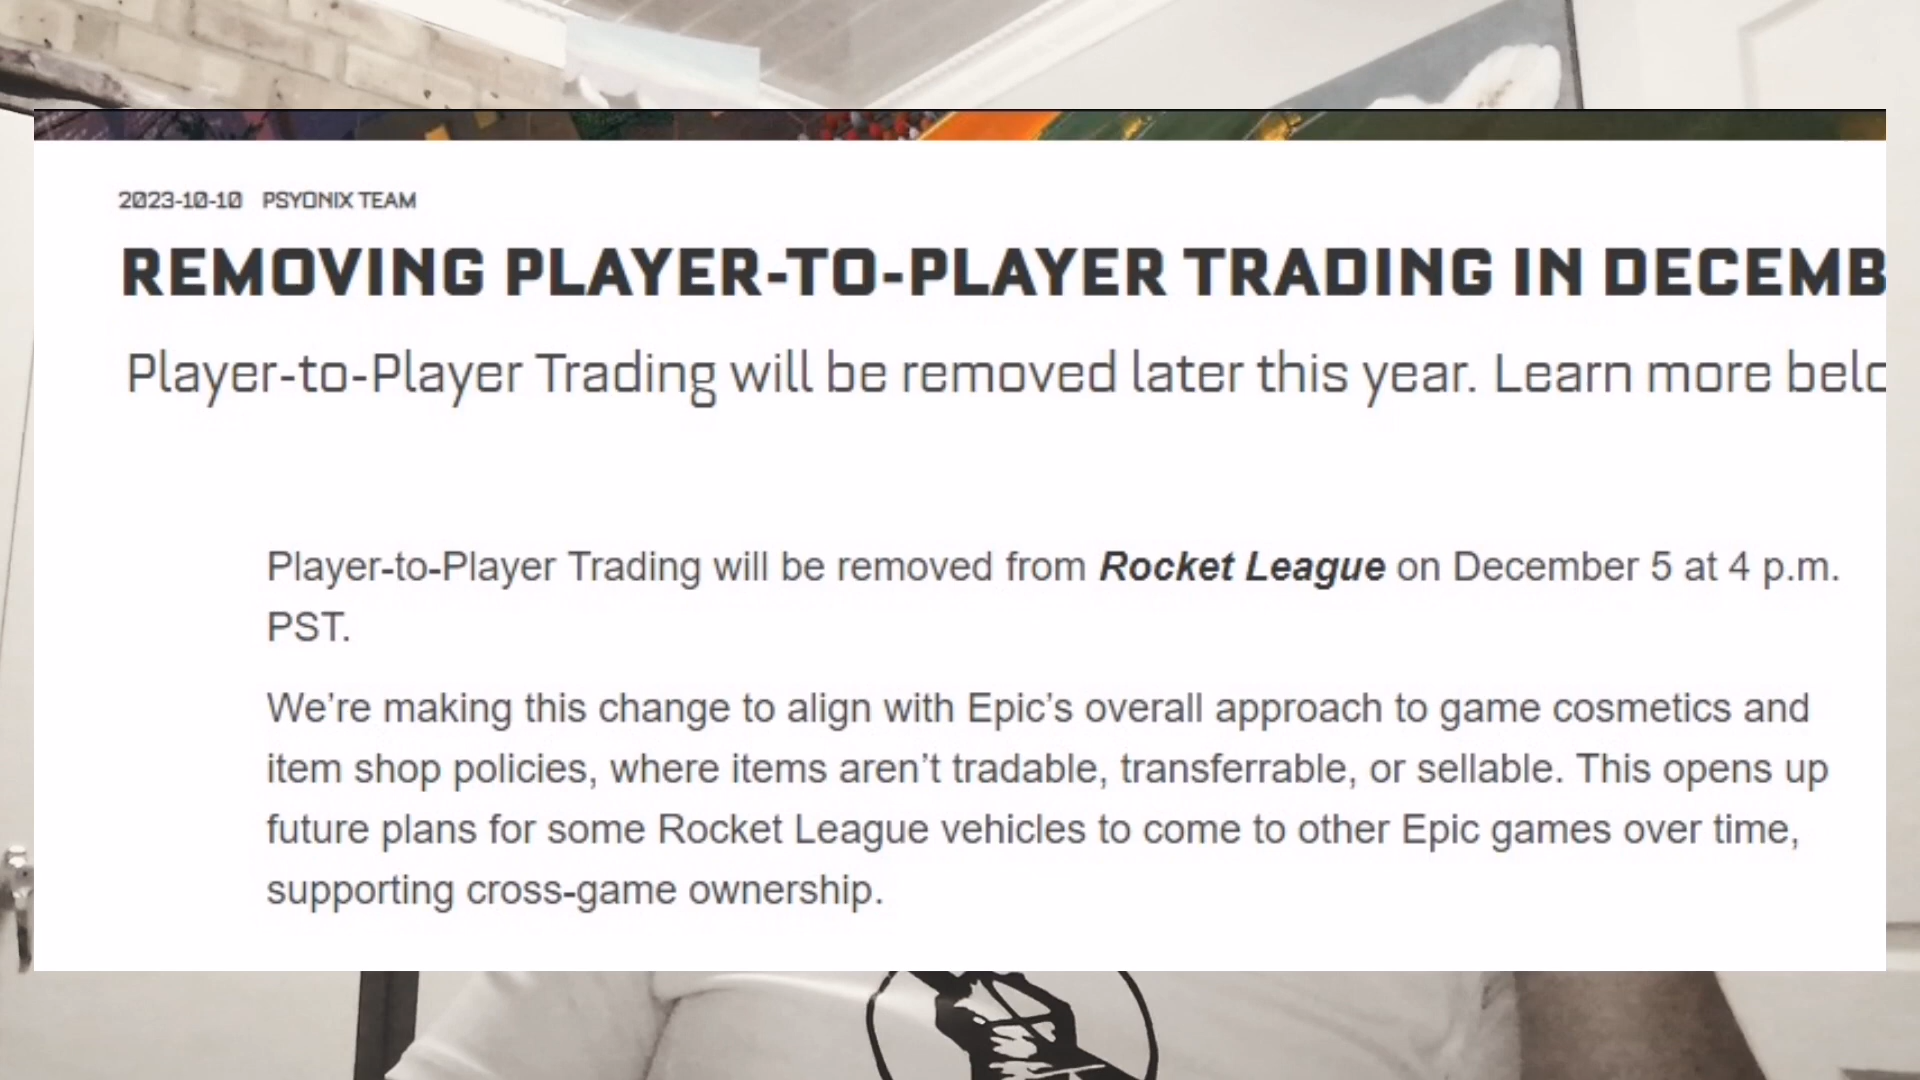 2023-10-10 PSYONIX TEAM
REMOVING PLAYER-TO-PLAYER TRADING IN DECEMB
Player-to-Player Trading will be removed later this year. Learn more belo
Player-to-Player Trading will be removed from Rocket League on December 5 at 4 p.m.
PST.
We’re making this change to align with Epic’s overall approach to game cosmetics and
item shop policies, where items aren’t tradable, transferrable, or sellable. This opens up
future plans for some Rocket League vehicles to come to other Epic games over time,
supporting cross-game ownership.